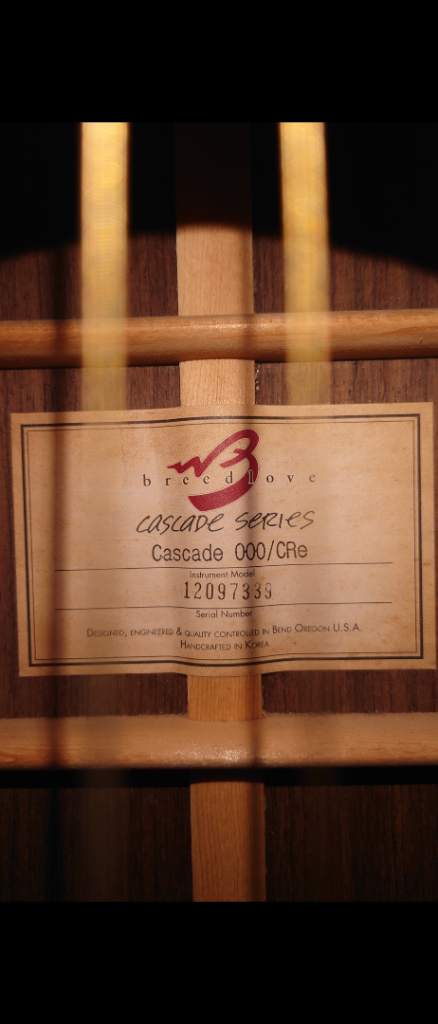 breedlove
CASCADE SERIES
Cascade 000/CRe
Instrument Model
12097339
Serial Number
Designed, engineered & quality controlled in Bend Oregon U.S.A.
Handcrafted in Korea